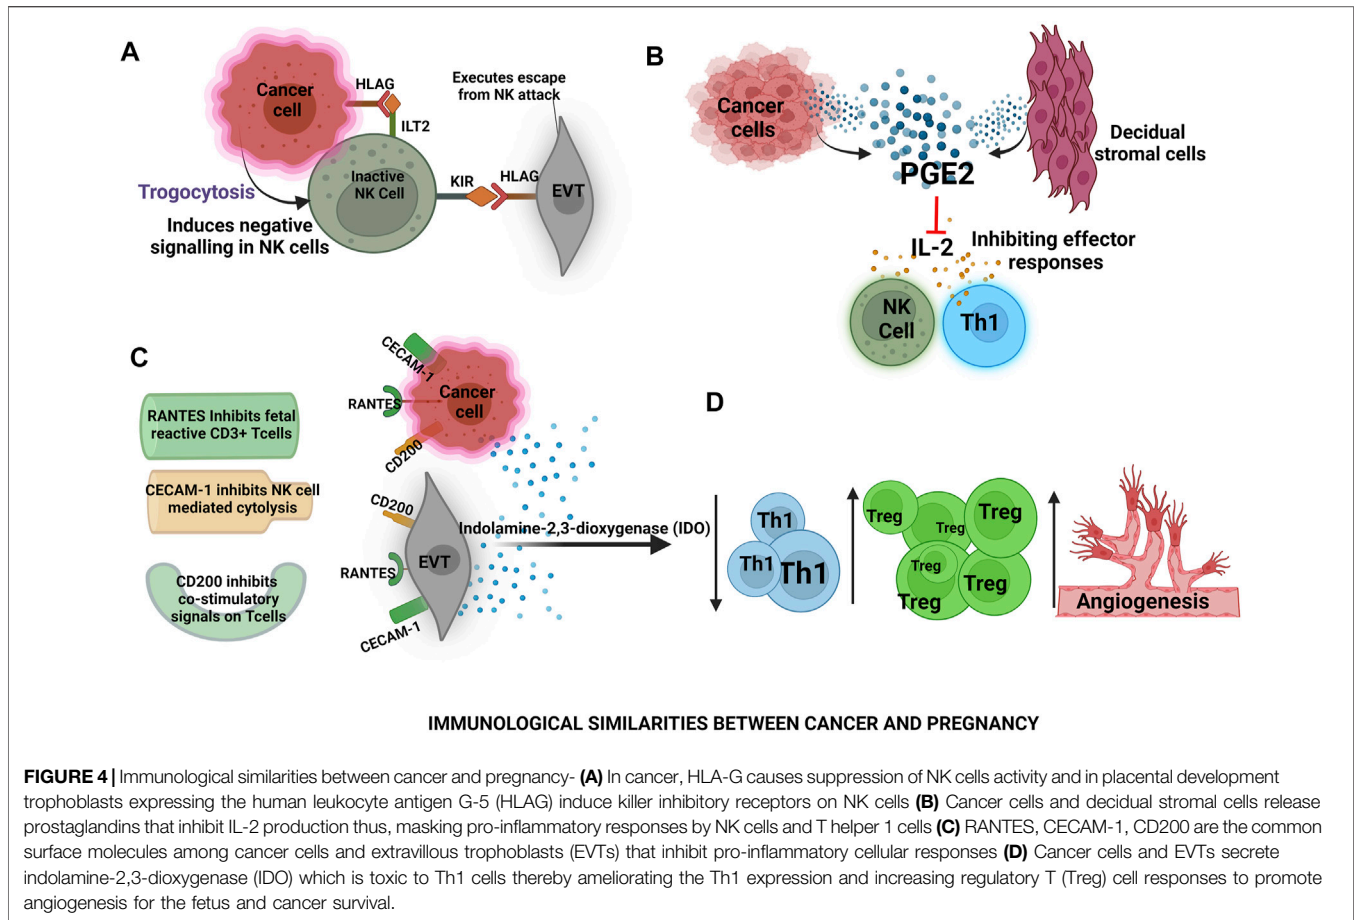 A
Cancer
cell
HLAG
ILT2
Executes escape
from NK attack
Inactive
NK Cell
KIR
HLAG
EVT
Trogocytosis
Induces negative
signalling in NK cells
B
Cancer
cells
Decidual
stromal cells
PGE2
IL-2
Inhibiting effector
responses
NK
Cell
Th1
C
RANTES Inhibits fetal
reactive CD3+ Tcells
CECAM-1 inhibits NK cell
mediated cytolysis
CD200 inhibits
co-stimulatory
signals on Tcells
CECAM-1
RANTES
CD200
Cancer
cell
CD200
RANTES
CECAM-1
EVT
Indolamine-2,3-dioxygenase (IDO)
D
Th1
Th1
Th1
Treg
Treg
Treg
Treg
Treg
Treg
Angiogenesis
IMMUNOLOGICAL SIMILARITIES BETWEEN CANCER AND PREGNANCY
FIGURE 4 | Immunological similarities between cancer and pregnancy- (A) In cancer, HLA-G causes suppression of NK cells activity and in placental development
trophoblasts expressing the human leukocyte antigen G-5 (HLAG) induce killer inhibitory receptors on NK cells (B) Cancer cells and decidual stromal cells release
prostaglandins that inhibit IL-2 production thus, masking pro-inflammatory responses by NK cells and T helper 1 cells (C) RANTES, CECAM-1, CD200 are the common
surface molecules among cancer cells and extravillous trophoblasts (EVTs) that inhibit pro-inflammatory cellular responses (D) Cancer cells and EVTs secrete
indolamine-2,3-dioxygenase (IDO) which is toxic to Th1 cells thereby ameliorating the Th1 expression and increasing regulatory T (Treg) cell responses to promote
angiogenesis for the fetus and cancer survival.